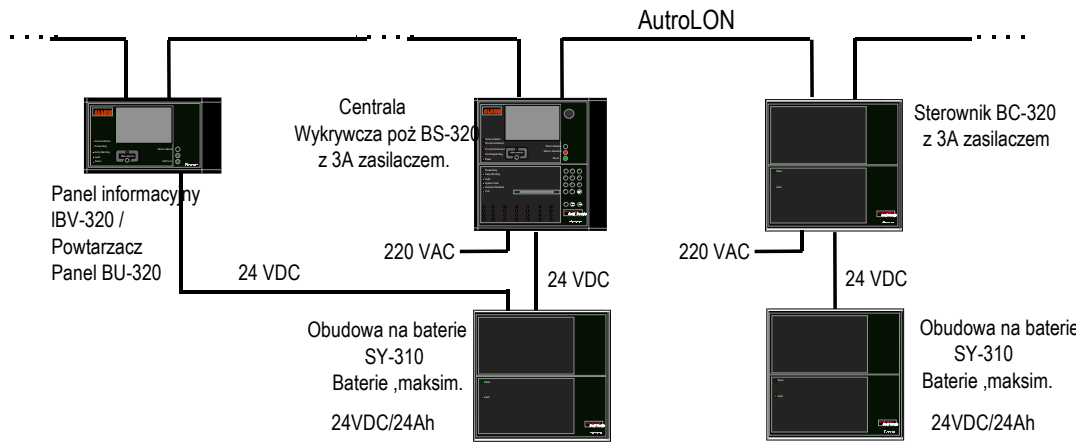 AutroLON
Centrala
Wykrywcza poż BS-320
z 3A zasilaczem.
Sterownik BC-320
z 3A zasilaczem
Panel informacyjny
IBV-320 /
Powtarzacz
Panel BU-320
24 VDC
220 VAC
24 VDC
220 VAC
24 VDC
Obudowa na baterie
SY-310
Baterie ,maksim.
24VDC/24Ah
Obudowa na baterie
SY-310
Baterie ,maksim.
24VDC/24Ah